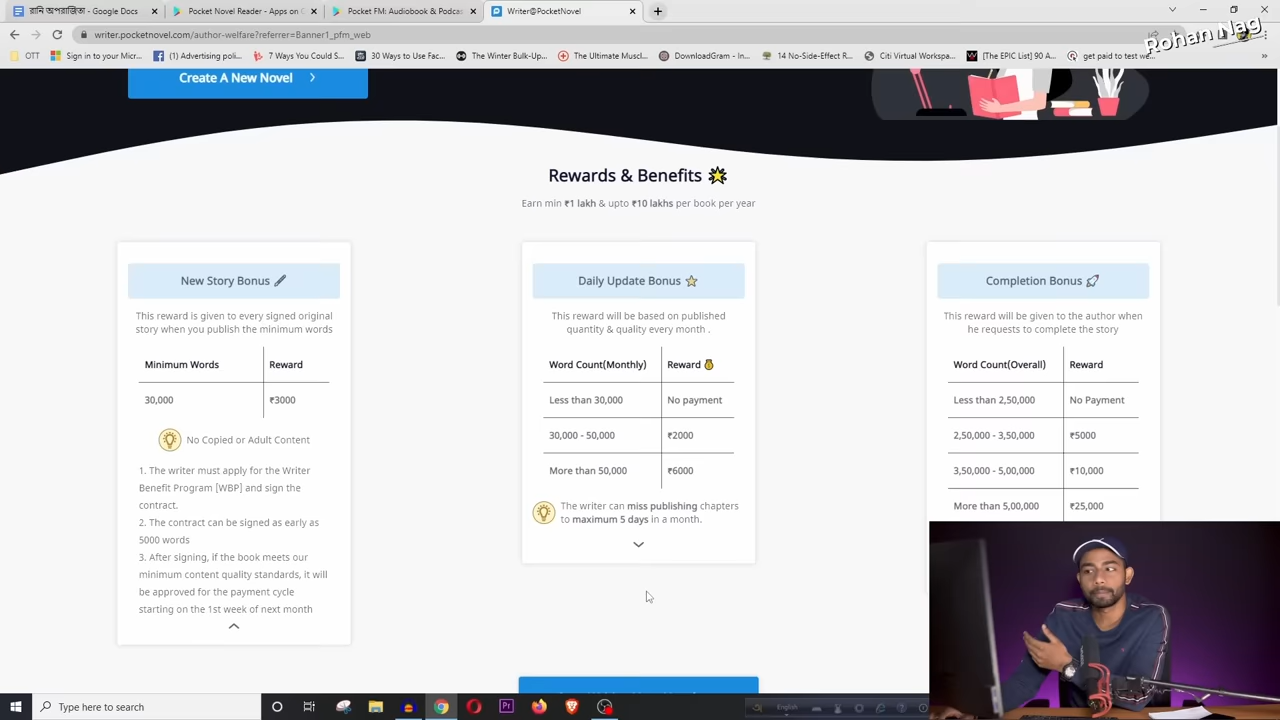 রানি অপরাজিতা - Google Docs
Pocket Novel Reader - Apps on G
Pocket FM: Audiobook & Podcas
Writer@PocketNovel
writer.pocketnovel.com/author-welfare?referrer=Banner1_pfm_web
Rohan Nag
OTT
Sign in to your Micr...
(1) Advertising poli...
7 Ways You Could S...
30 Ways to Use Fac...
The Winter Bulk-Up...
The Ultimate Muscl...
DownloadGram - In...
14 No-Side-Effect R...
Citi Virtual Workspa...
[The EPIC List] 90 A...
get paid to test we...
Create A New Novel
Rewards & Benefits
Earn min ₹1 lakh & upto ₹10 lakhs per book per year
New Story Bonus
This reward is given to every signed original
story when you publish the minimum words
Minimum Words Reward
30,000 ₹3000
No Copied or Adult Content
1. The writer must apply for the Writer
Benefit Program [WBP] and sign the
contract.
2. The contract can be signed as early as
5000 words
3. After signing, if the book meets our
minimum content quality standards, it will
be approved for the payment cycle
starting on the 1st week of next month
Daily Update Bonus
This reward will be based on published
quantity & quality every month .
Word Count(Monthly) Reward
Less than 30,000 No payment
30,000 - 50,000 ₹2000
More than 50,000 ₹6000
The writer can miss publishing chapters
to maximum 5 days in a month.
Completion Bonus
This reward will be given to the author when
he requests to complete the story
Word Count(Overall) Reward
Less than 2,50,000 No Payment
2,50,000 - 3,50,000 ₹5000
3,50,000 - 5,00,000 ₹10,000
More than 5,00,000 ₹25,000
Type here to search
English